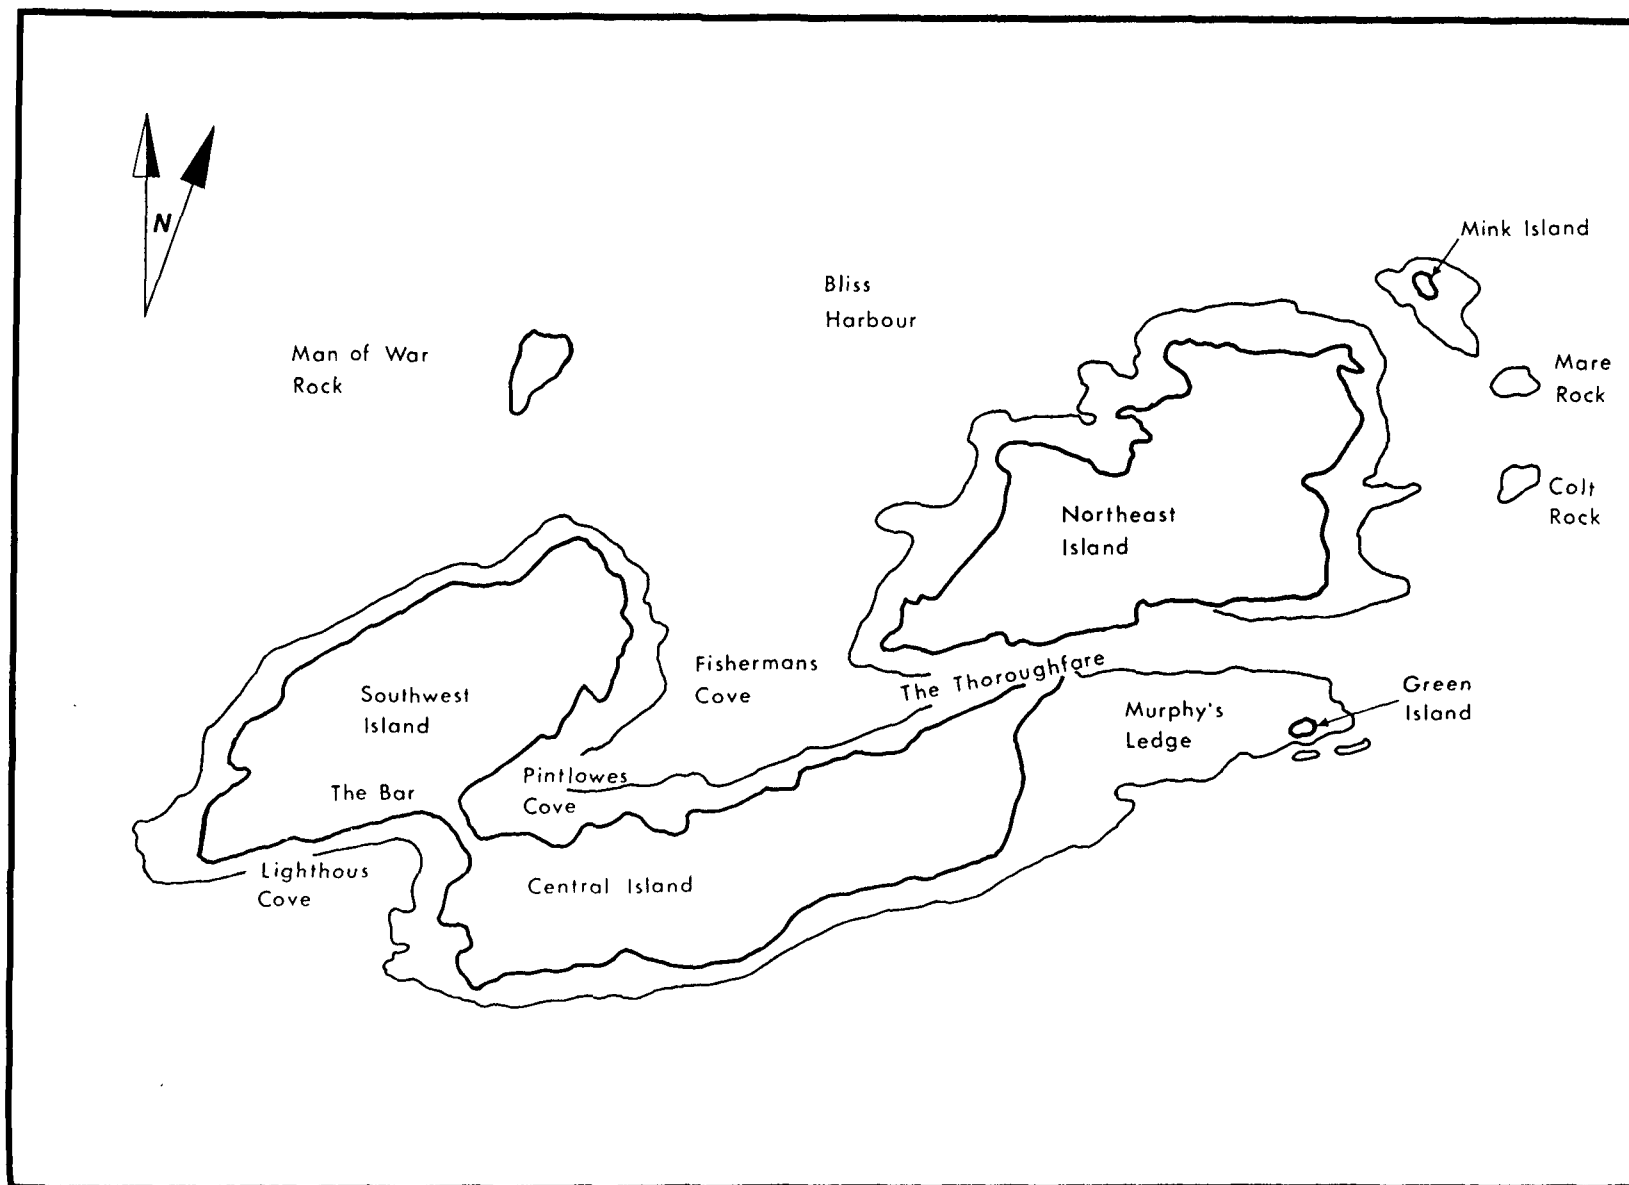 N
Mink Island
Bliss
Harbour
Man of War
Rock
Mare
Rock
Colt
Rock
Northeast
Island
Fishermans
Cove
The Thoroughfare
Southwest
Island
Green
Island
Murphy's
Ledge
Pintlowes
Cove
The Bar
Lighthous
Cove
Central Island